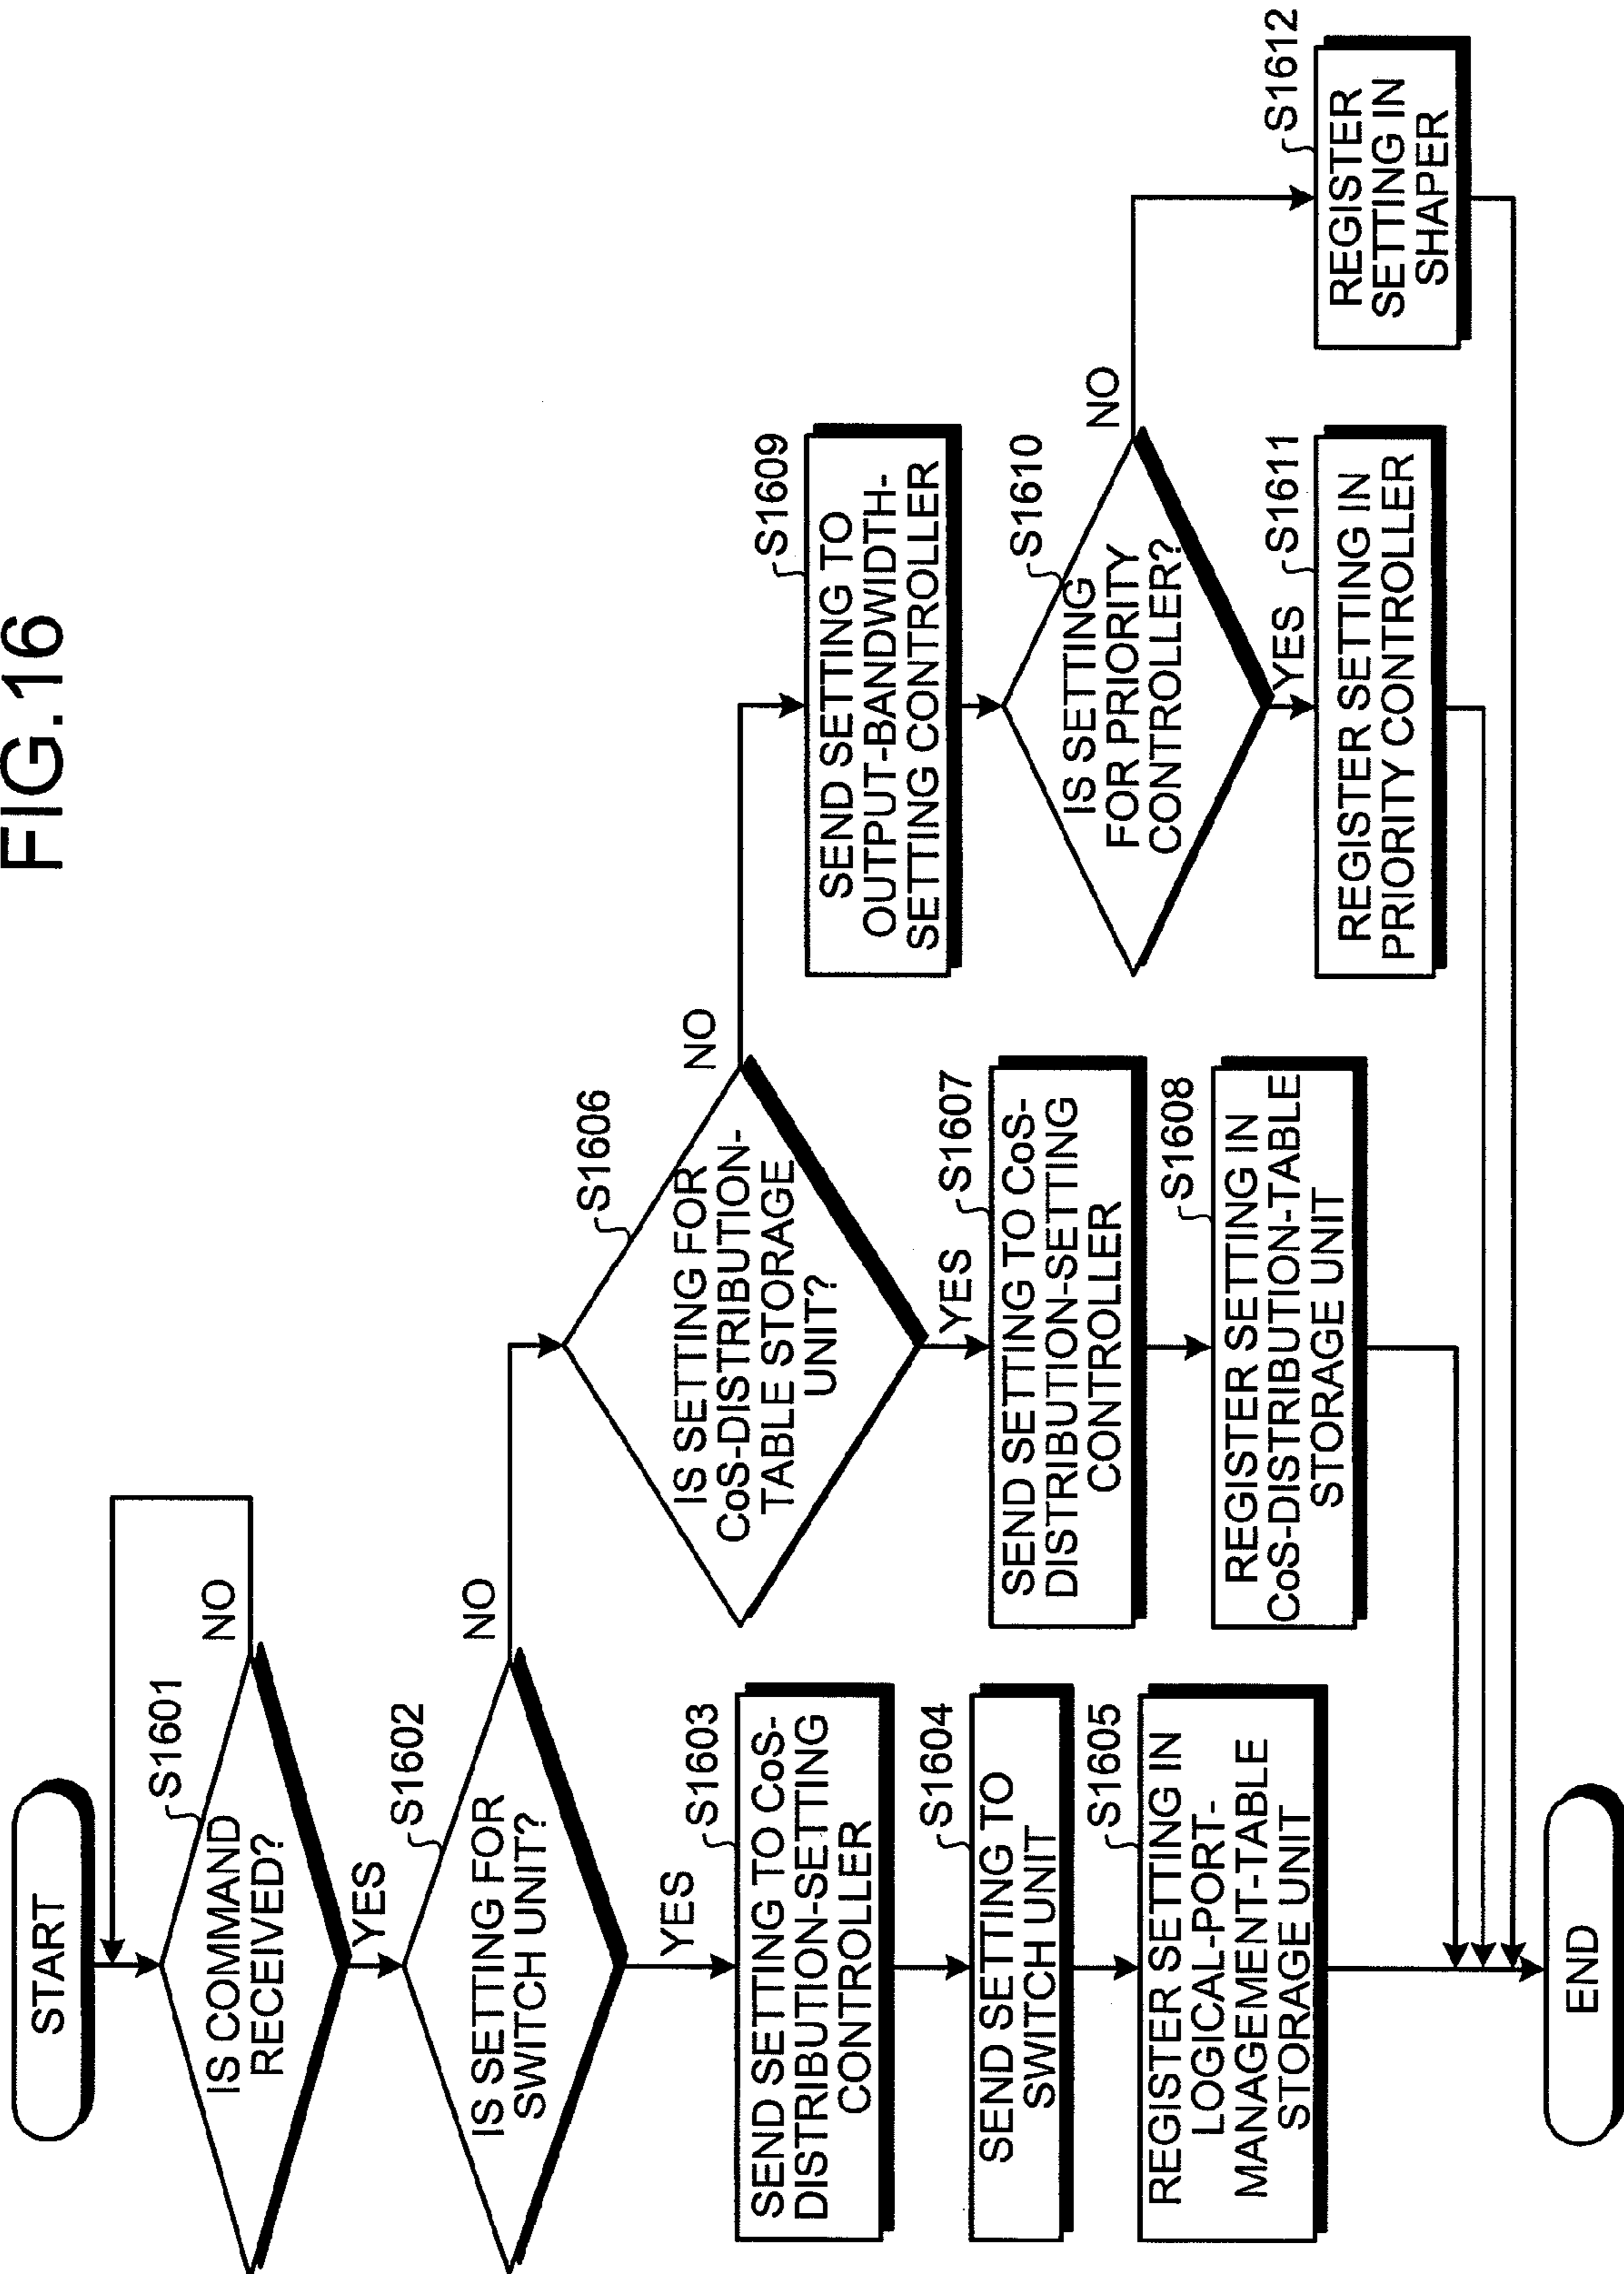 FIG.16
START
S1601
IS COMMAND
RECEIVED?
NO
YES
S1602
IS SETTING FOR
SWITCH UNIT?
NO
YES
S1603
SEND SETTING TO CoS-
DISTRIBUTION-SETTING
CONTROLLER
S1604
SEND SETTING TO
SWITCH UNIT
S1605
REGISTER SETTING IN
LOGICAL-PORT-
MANAGEMENT-TABLE
STORAGE UNIT
S1606
IS SETTING FOR
CoS-DISTRIBUTION-
TABLE STORAGE
UNIT?
NO
YES
S1607
SEND SETTING TO CoS-
DISTRIBUTION-SETTING
CONTROLLER
S1608
REGISTER SETTING IN
CoS-DISTRIBUTION-TABLE
STORAGE UNIT
S1609
SEND SETTING TO
OUTPUT-BANDWIDTH-
SETTING CONTROLLER
S1610
IS SETTING
FOR PRIORITY
CONTROLLER?
NO
YES
S1611
REGISTER SETTING IN
PRIORITY CONTROLLER
S1612
REGISTER
SETTING IN
SHAPER
END